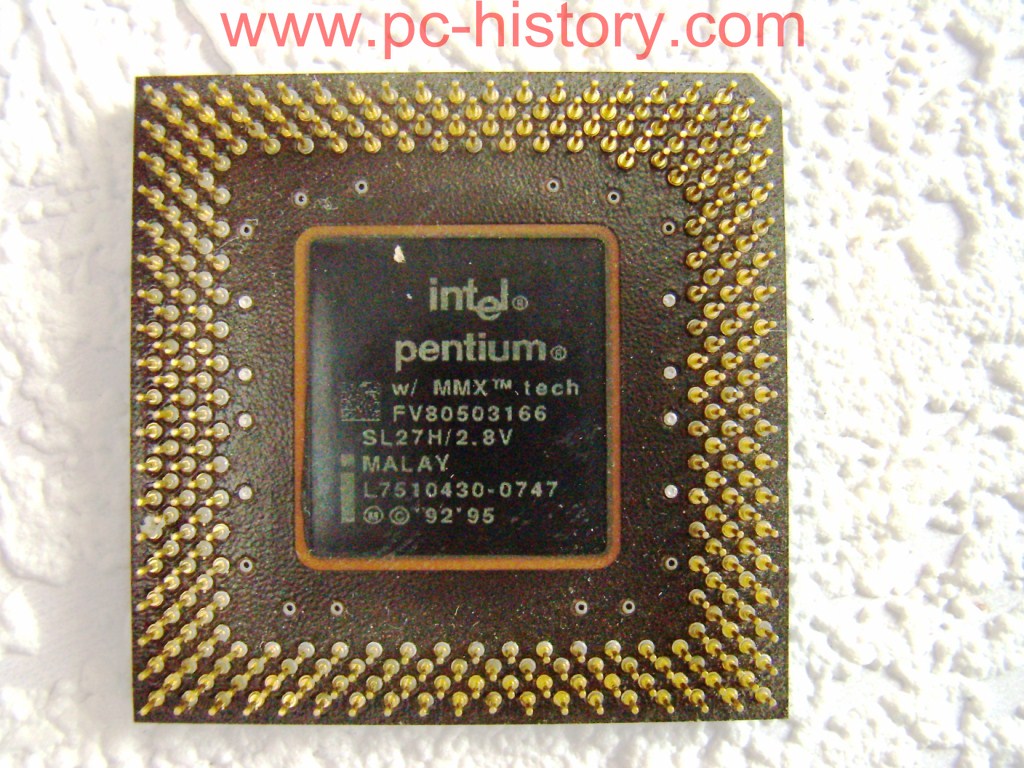 www.pc-history.com
intel®
pentium®
w/ MMX™ tech
FV80503166
SL27H/2.8V
MALAY
L7510430-0747
Ⓜ © '92'95